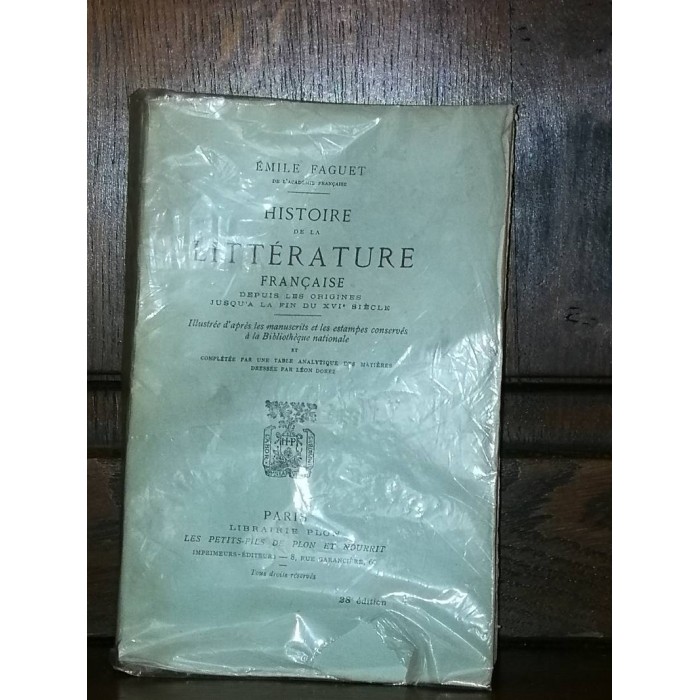 ÉMILE FAGUET
DE L'ACADÉMIE FRANÇAISE
HISTOIRE
DE LA
LITTÉRATURE
FRANÇAISE
DEPUIS LES ORIGINES
JUSQU'A LA FIN DU XVIe SIÈCLE
Illustrée d'après les manuscrits et les estampes conservés
à la Bibliothèque nationale
ET
COMPLÉTÉE PAR UNE TABLE ANALYTIQUE DES MATIÈRES
DRESSÉE PAR LÉON DOREZ
PARIS
LIBRAIRIE PLON
LES PETITS-FILS DE PLON ET NOURRIT
IMPRIMEURS-ÉDITEURS — 8, RUE GARANCIÈRE, 6e
Tous droits réservés
28e édition